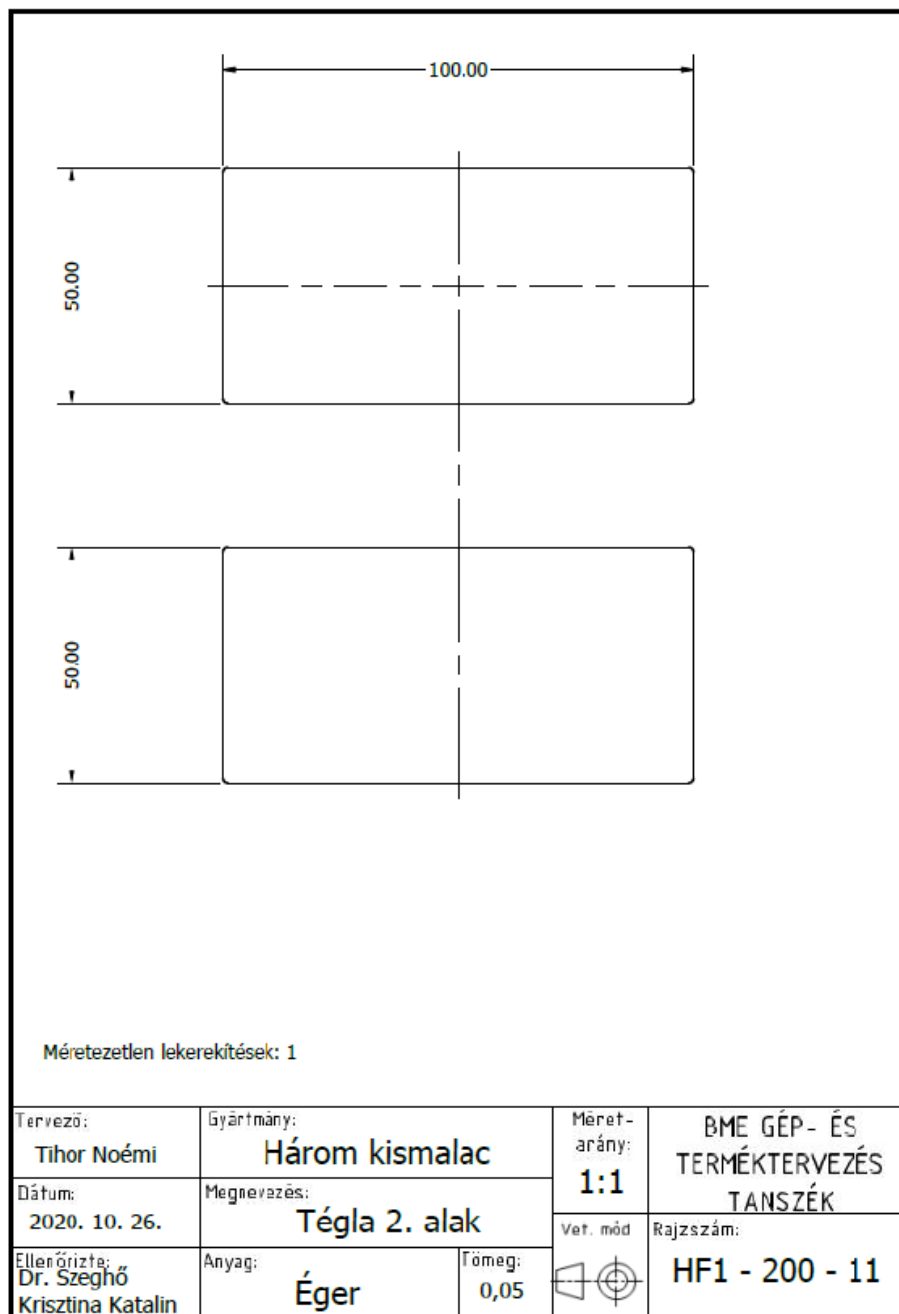 100.00
50.00
50.00
Méretezetlen lekerekítések: 1
Tervező:
Tihor Noémi
Gyártmány:
Három kismalac
Méret-
arány:
1:1
BME GÉP- ÉS
TERMÉKTERVEZÉS
TANSZÉK
Dátum:
2020. 10. 26.
Megnevezés:
Tégla 2. alak
Vet. mód
Rajzszám:
HF1 - 200 - 11
Ellenőrizte:
Dr. Szeghő
Krisztina Katalin
Anyag:
Éger
Tömeg:
0,05